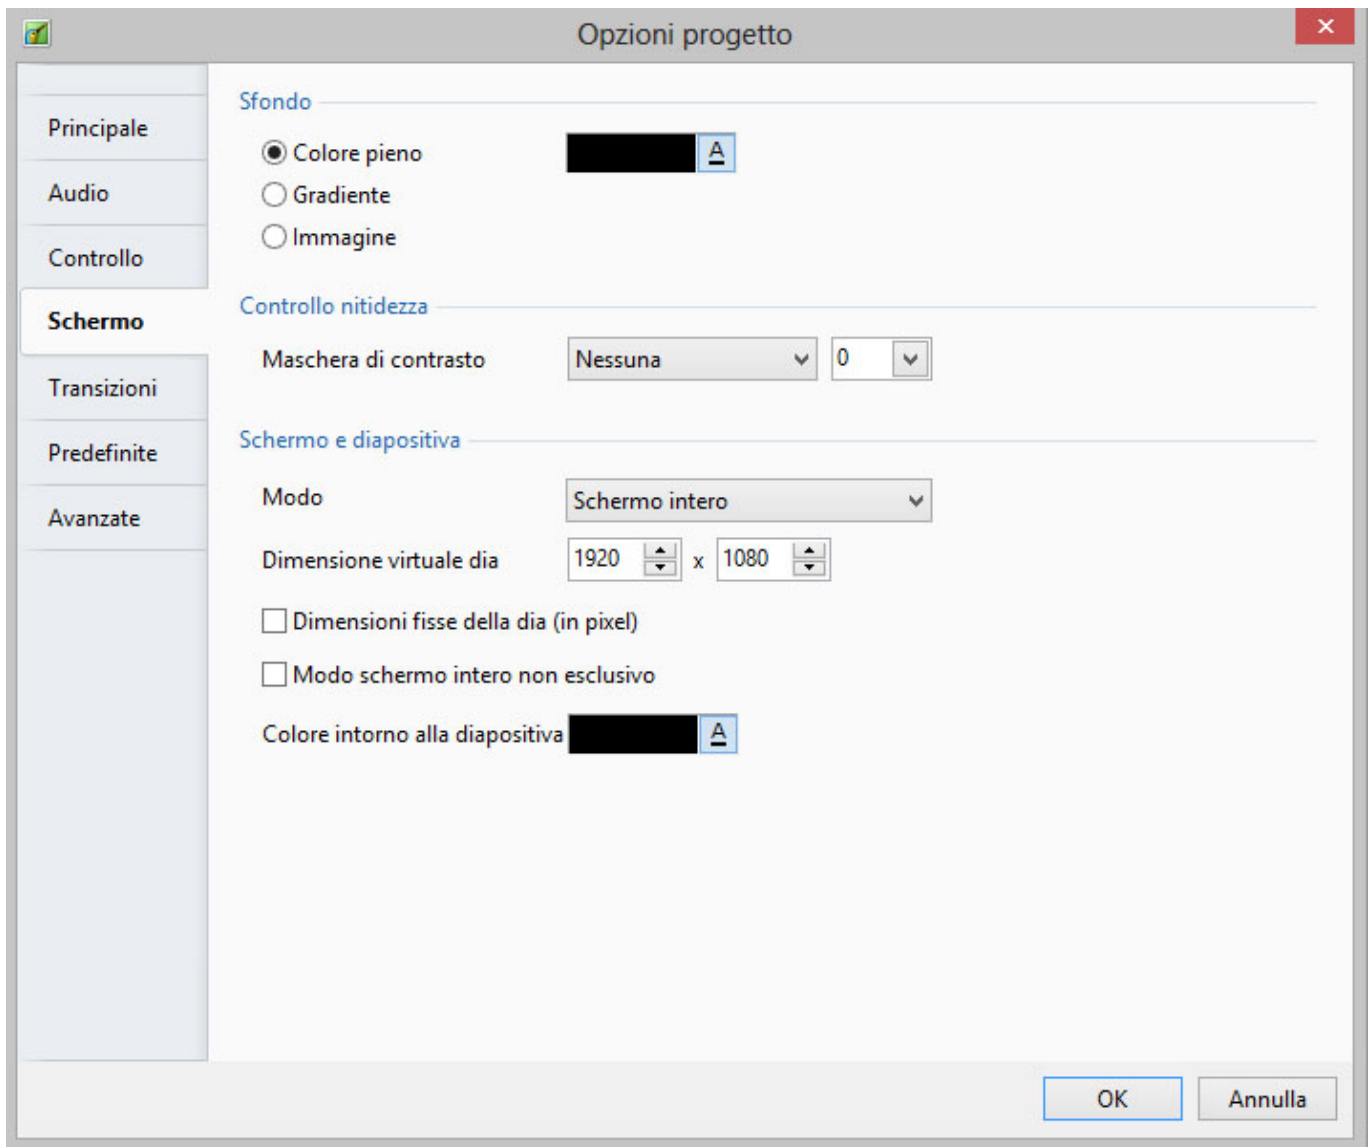 Opzioni progetto
Principale
Audio
Controllo
Schermo
Transizioni
Predefinite
Avanzate
Sfondo
Colore pieno A
Gradiente
Immagine
Controllo nitidezza
Maschera di contrasto Nessuna 0
Schermo e diapositiva
Modo Schermo intero
Dimensione virtuale dia 1920 x 1080
Dimensioni fisse della dia (in pixel)
Modo schermo intero non esclusivo
Colore intorno alla diapositiva A
OK Annulla